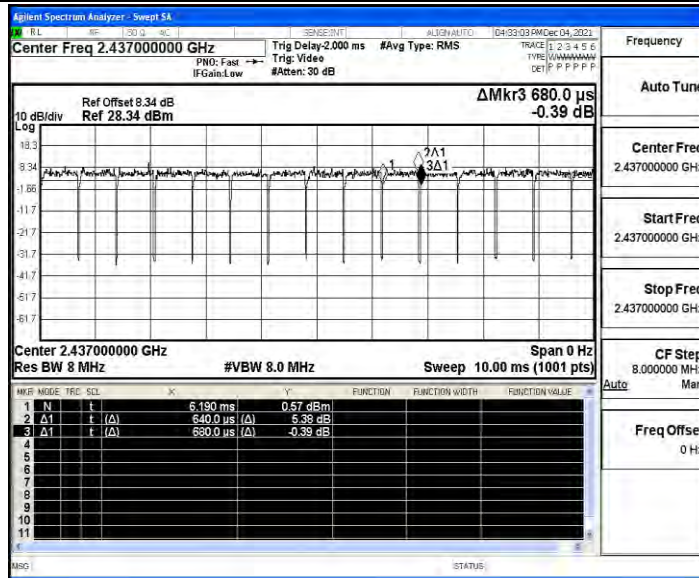 Agilent Spectrum Analyzer - Swept SA
RL RF 50 Ω AC SENSE:INT ALIGN AUTO 04:33:03 PM Dec 04, 2021
Center Freq 2.437000000 GHz
PNO: Fast
IFGain:Low
Trig Delay-2.000 ms
Trig: Video
#Atten: 30 dB
#Avg Type: RMS
TRACE 1 2 3 4 5 6
TYPE WWWWWW
DET P P P P P P
Ref Offset 8.34 dB
10 dB/div Ref 28.34 dBm
Log
ΔMkr3 680.0 µs
-0.39 dB
18.3
8.34
-1.66
-11.7
-21.7
-31.7
-41.7
-51.7
-61.7
1
2Δ1
3Δ1
Center 2.437000000 GHz Span 0 Hz
Res BW 8 MHz #VBW 8.0 MHz Sweep 10.00 ms (1001 pts)
MKR MODE TRC SCL X Y FUNCTION FUNCTION WIDTH FUNCTION VALUE
1 N t 6.190 ms 0.57 dBm
2 Δ1 t (Δ) 640.0 µs (Δ) 5.38 dB
3 Δ1 t (Δ) 680.0 µs (Δ) -0.39 dB
4
5
6
7
8
9
10
11
MSG STATUS
Frequency
Auto Tune
Center Freq
2.437000000 GHz
Start Freq
2.437000000 GHz
Stop Freq
2.437000000 GHz
CF Step
8.000000 MHz
Auto Man
Freq Offset
0 Hz